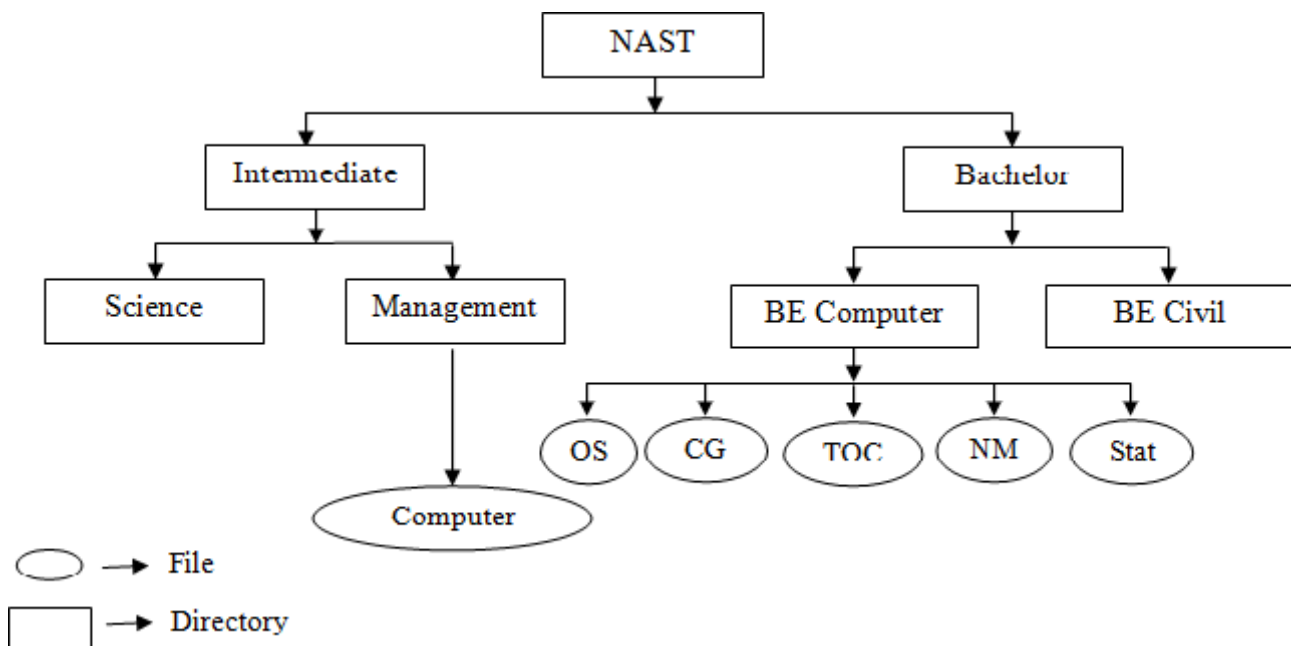 NAST
Intermediate
Bachelor
Science
Management
BE Computer
BE Civil
OS
CG
TOC
NM
Stat
Computer
File
Directory